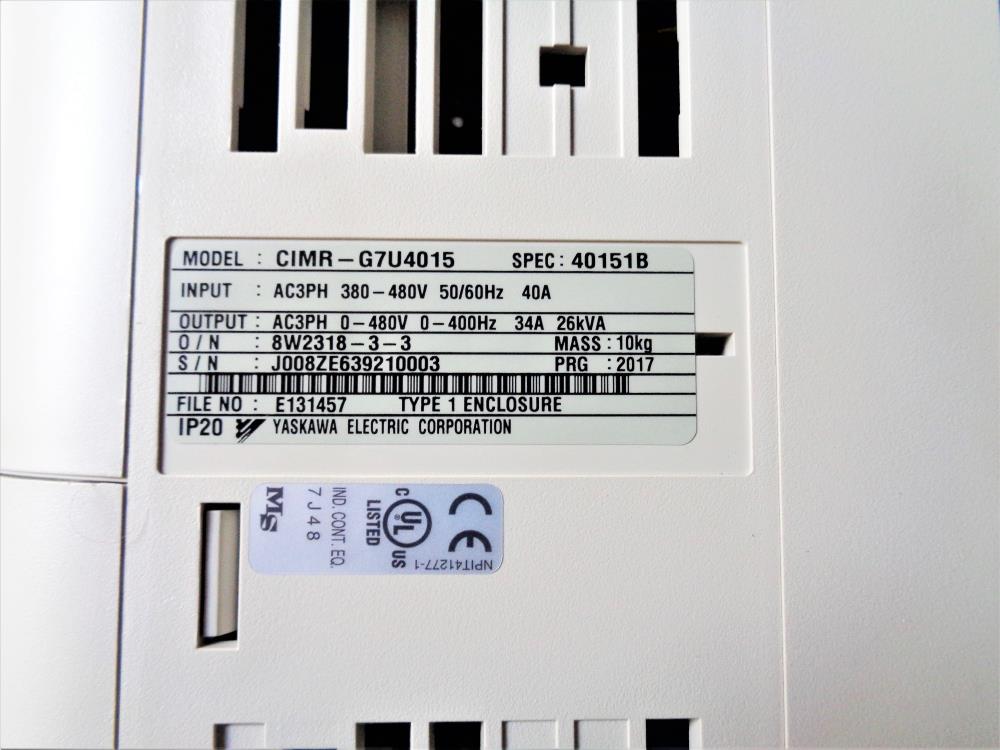 MODEL : CIMR-G7U4015 SPEC: 40151B
INPUT : AC3PH 380-480V 50/60Hz 40A
OUTPUT : AC3PH 0-480V 0-400Hz 34A 26kVA
O/N : 8W2318-3-3 MASS : 10kg
S/N : J008ZE639210003 PRG : 2017
FILE NO : E131457 TYPE 1 ENCLOSURE
IP20 YASKAWA ELECTRIC CORPORATION
CE
NPIT41277-1
C UL US
®
LISTED
IND. CONT. EQ.
7J48
MS